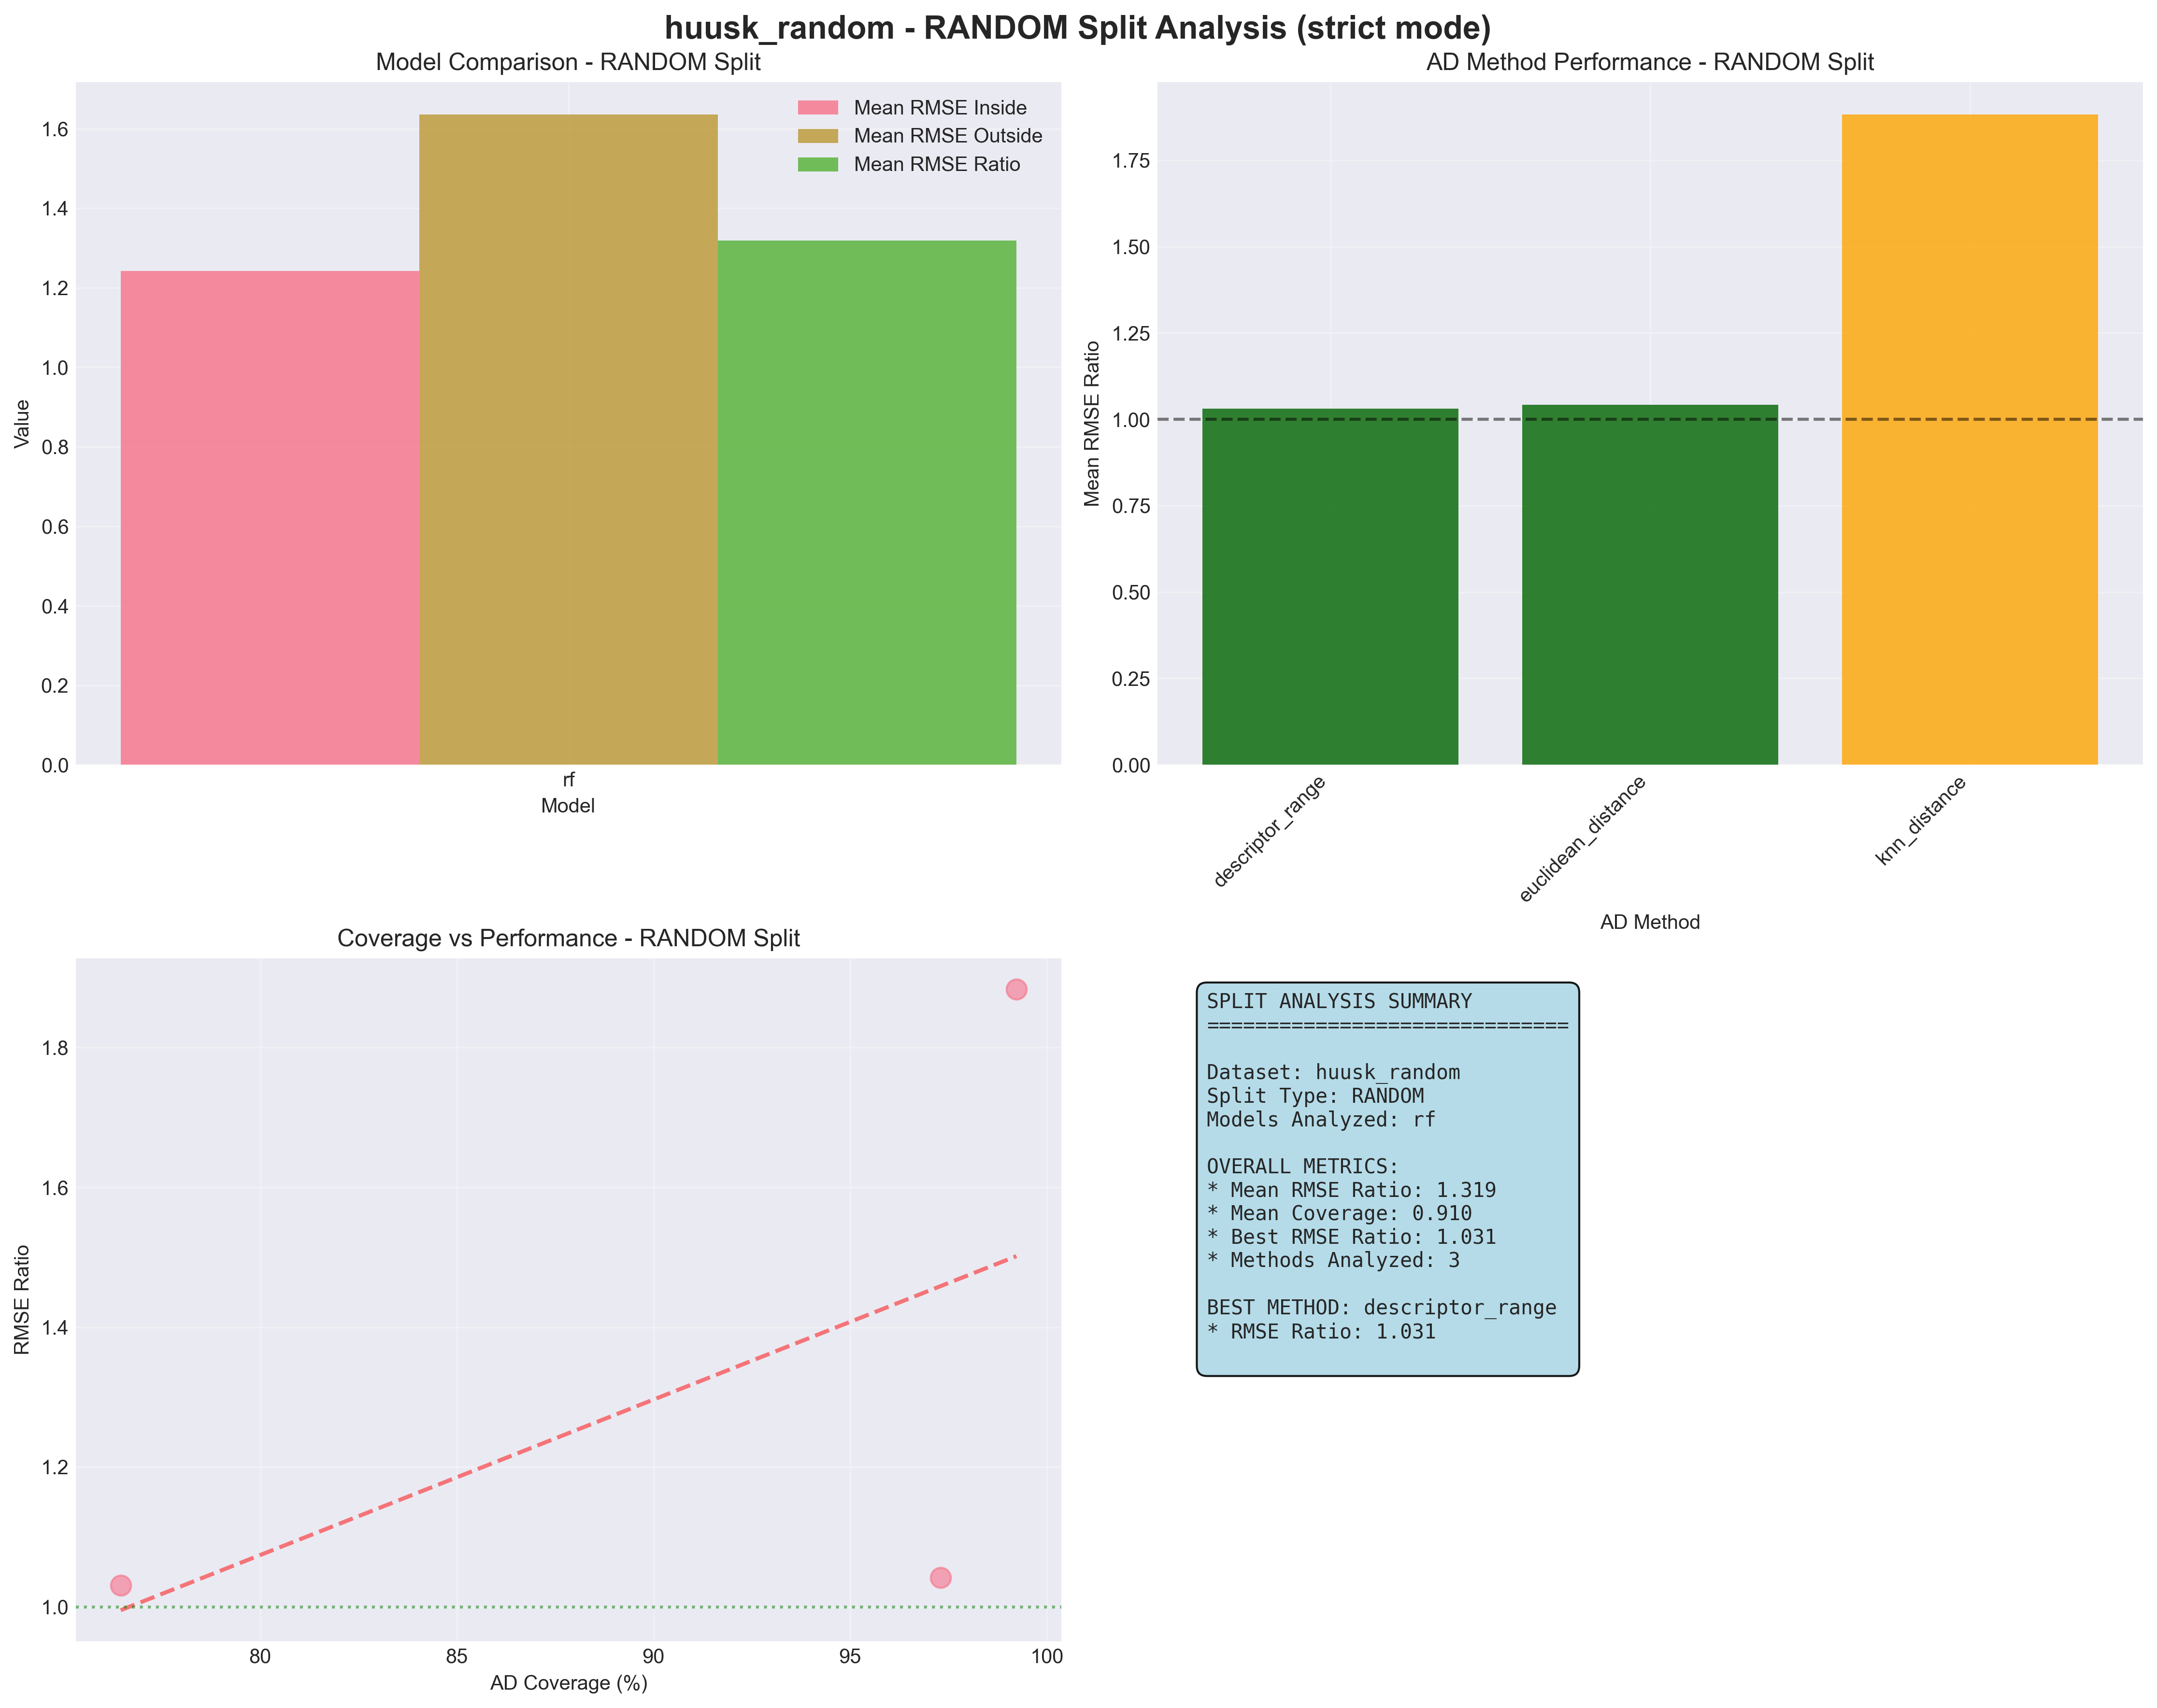 huusk_random - RANDOM Split Analysis (strict mode)
Model Comparison - RANDOM Split
Mean RMSE Inside
Mean RMSE Outside
Mean RMSE Ratio
1.6
1.4
1.2
1.0
0.8
0.6
0.4
0.2
0.0
Value
rf
Model
AD Method Performance - RANDOM Split
1.75
1.50
1.25
1.00
0.75
0.50
0.25
0.00
Mean RMSE Ratio
descriptor_range
euclidean_distance
knn_distance
AD Method
Coverage vs Performance - RANDOM Split
1.8
1.6
1.4
1.2
1.0
RMSE Ratio
80
85
90
95
100
AD Coverage (%)
SPLIT ANALYSIS SUMMARY
==============================
Dataset: huusk_random
Split Type: RANDOM
Models Analyzed: rf
OVERALL METRICS:
* Mean RMSE Ratio: 1.319
* Mean Coverage: 0.910
* Best RMSE Ratio: 1.031
* Methods Analyzed: 3
BEST METHOD: descriptor_range
* RMSE Ratio: 1.031